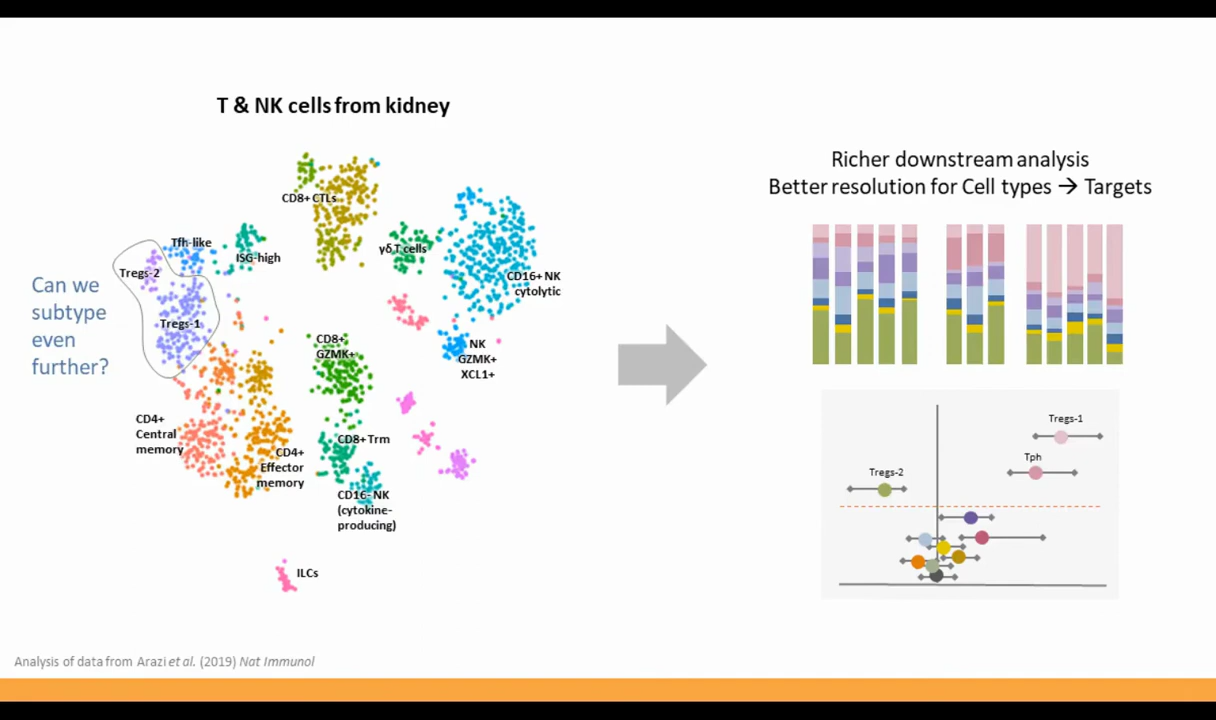 T & NK cells from kidney
CD8+ CTLs
Tfh-like
ISG-high
γδ T cells
Tregs-2
CD16+ NK
cytolytic
Can we
subtype
even
further?
Tregs-1
CD8+
GZMK+
NK
GZMK+
XCL1+
CD4+
Central
memory
CD8+ Trm
CD4+
Effector
memory
CD16- NK
(cytokine-
producing)
ILCs
Richer downstream analysis
Better resolution for Cell types → Targets
Tregs-1
Tph
Tregs-2
Analysis of data from Arazi et al. (2019) Nat Immunol